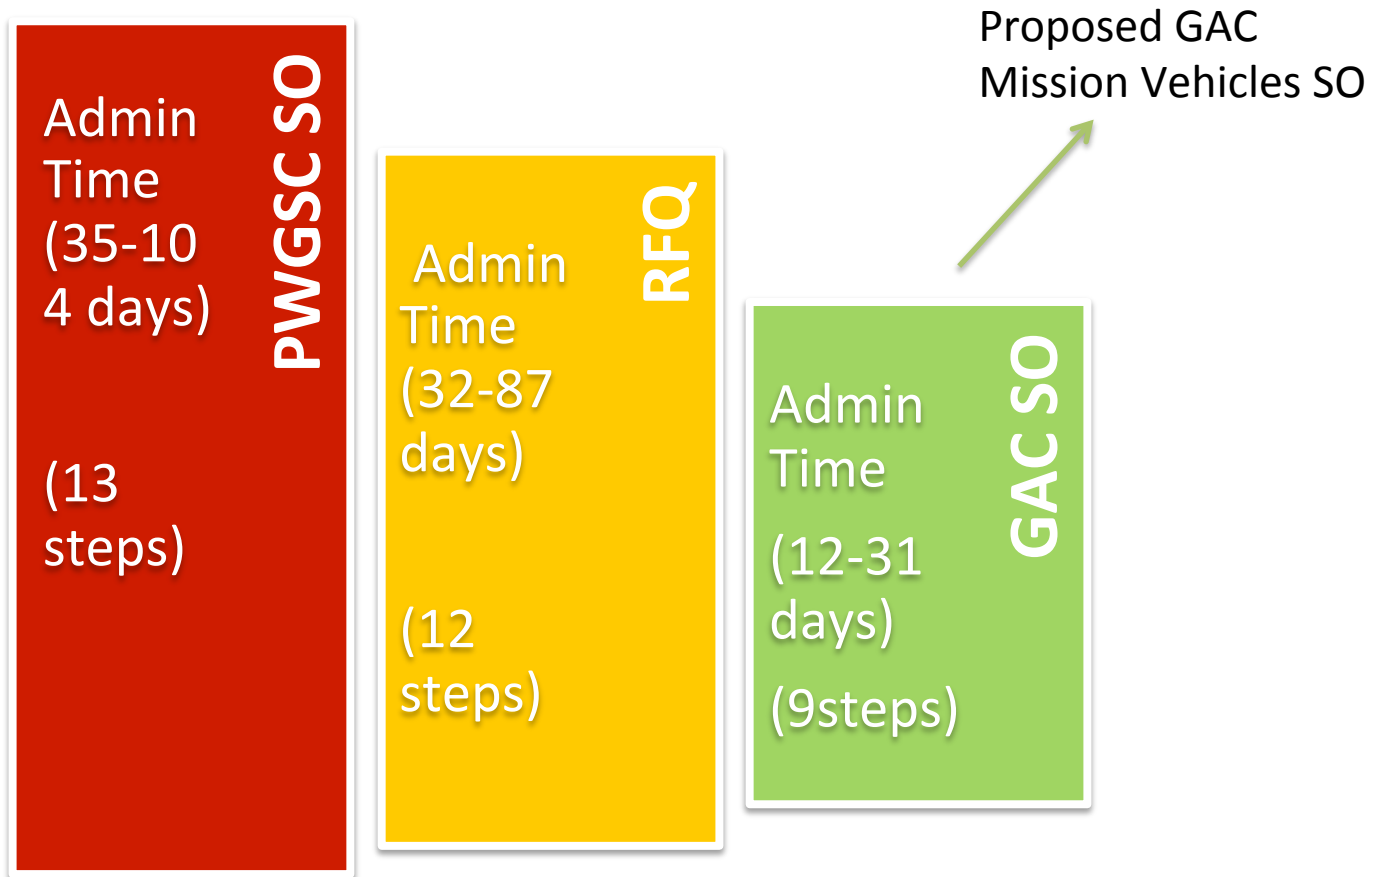 Proposed GAC
Mission Vehicles SO
PWGSC SO
Admin
Time
(35-10
4 days)
(13
steps)
RFQ
Admin
Time
(32-87
days)
(12
steps)
GAC SO
Admin
Time
(12-31
days)
(9steps)